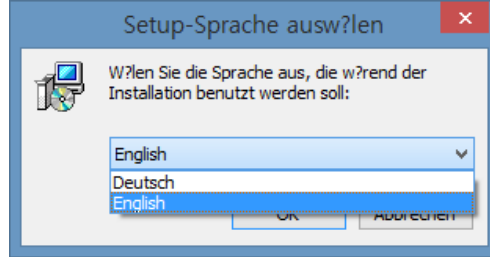 Setup-Sprache ausw?len
W?len Sie die Sprache aus, die w?rend der
Installation benutzt werden soll:
English
Deutsch
English
OK Abbrechen